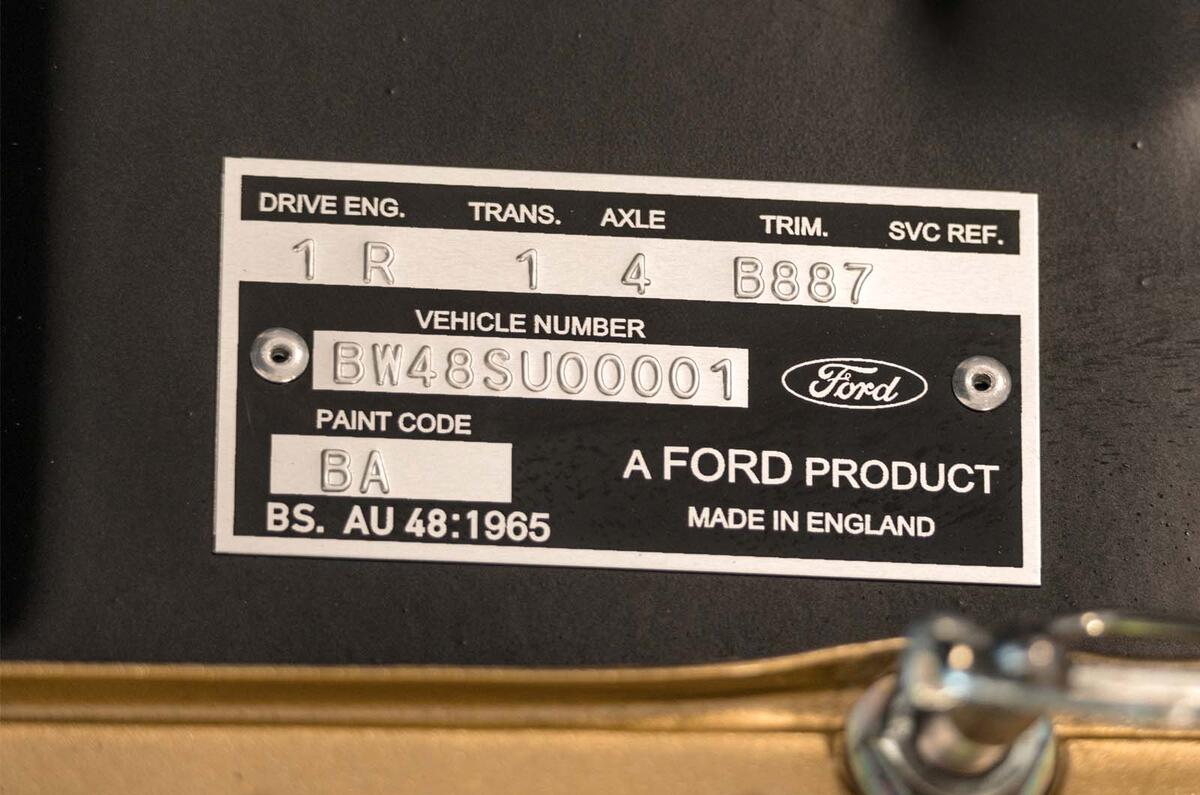 DRIVE ENG. TRANS. AXLE TRIM. SVC REF.
1 R 1 4 B887
VEHICLE NUMBER
BW48SU00001
Ford
PAINT CODE
BA
A FORD PRODUCT
BS. AU 48:1965
MADE IN ENGLAND